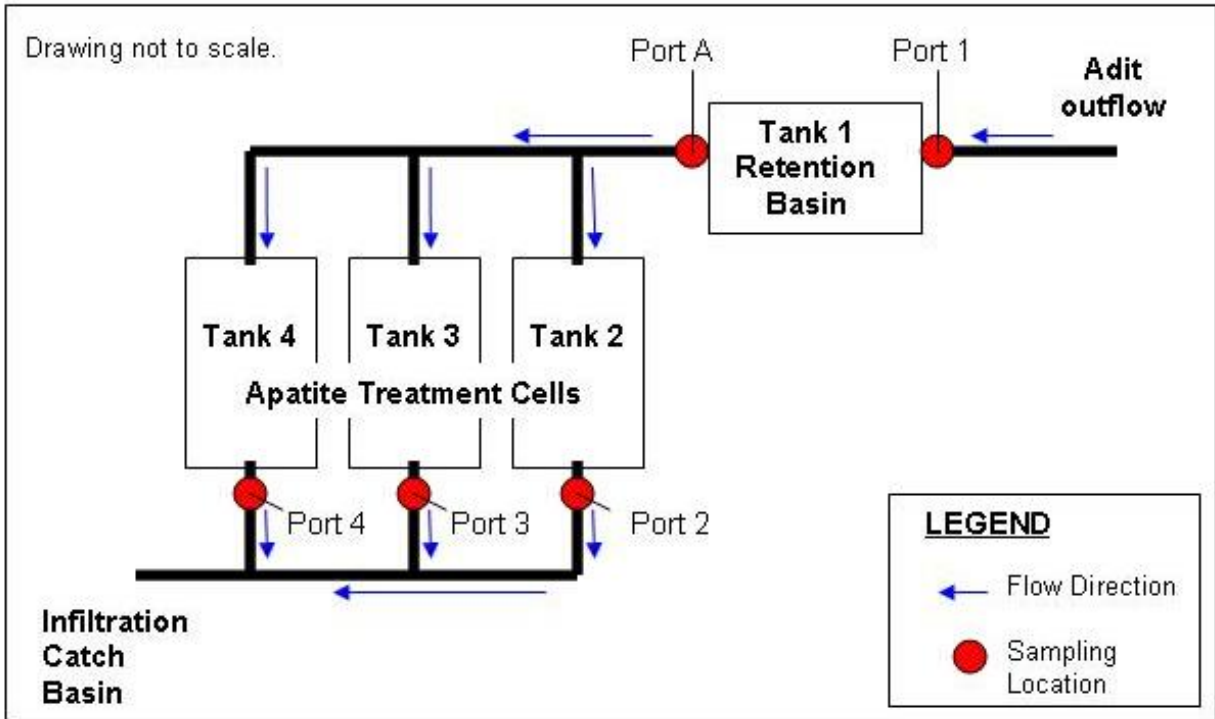 Drawing not to scale.
Port A
Port 1
Adit
outflow
Tank 1
Retention
Basin
Tank 4
Tank 3
Tank 2
Apatite Treatment Cells
Port 4
Port 3
Port 2
Infiltration
Catch
Basin
LEGEND
Flow Direction
Sampling
Location